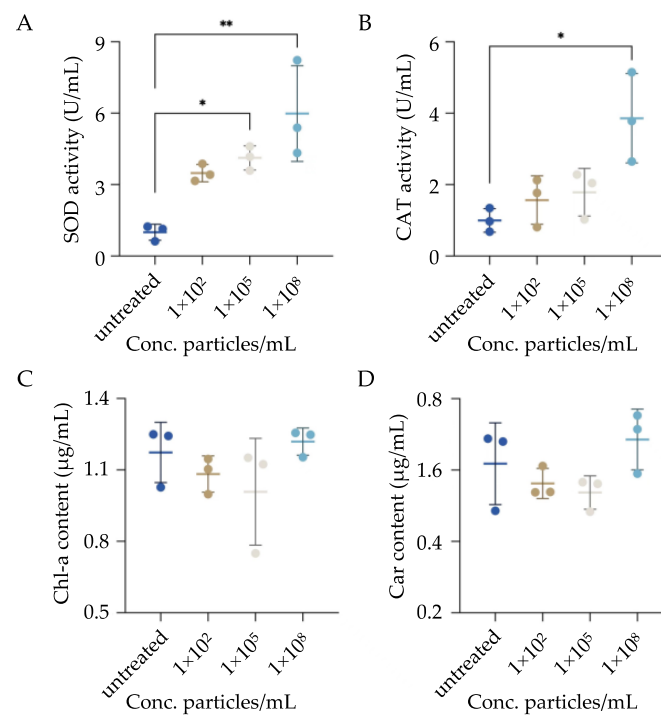 A
SOD activity (U/mL)
9
6
3
0
**
*
untreated
1×10²
1×10⁵
1×10⁸
Conc. particles/mL
B
CAT activity (U/mL)
6
4
2
0
*
untreated
1×10²
1×10⁵
1×10⁸
Conc. particles/mL
C
Chl-a content (µg/mL)
1.4
1.1
0.8
0.5
untreated
1×10²
1×10⁵
1×10⁸
Conc. particles/mL
D
Car content (µg/mL)
0.8
1.6
0.4
0.2
untreated
1×10²
1×10⁵
1×10⁸
Conc. particles/mL